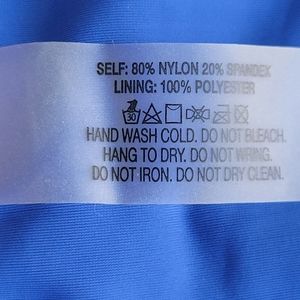 SELF: 80% NYLON 20% SPANDEX
LINING: 100% POLYESTER
30
HAND WASH COLD. DO NOT BLEACH.
HANG TO DRY. DO NOT WRING.
DO NOT IRON. DO NOT DRY CLEAN.